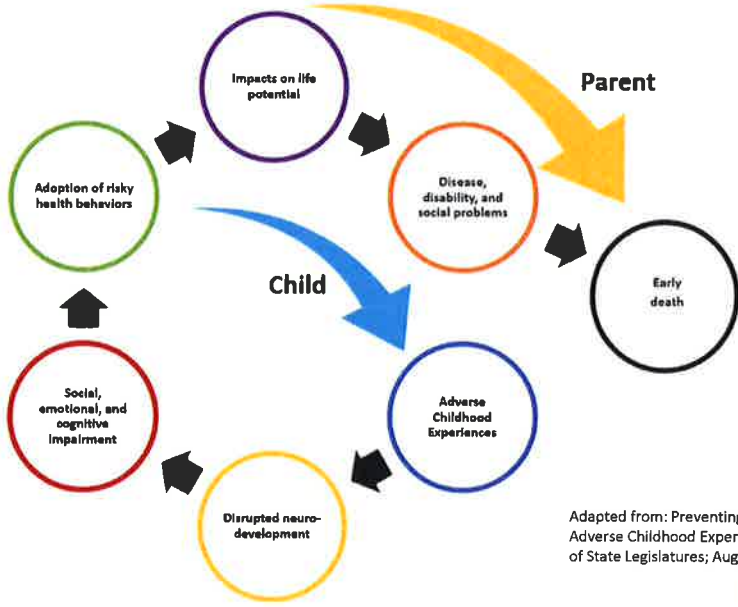 Impacts on life
potential
Parent
Adoption of risky
health behaviors
Disease,
disability, and
social problems
Child
Early
death
Social,
emotional, and
cognitive
impairment
Adverse
Childhood
Experiences
Disrupted neuro-
development
Adapted from: Preventing
Adverse Childhood Exper
of State Legislatures; Aug